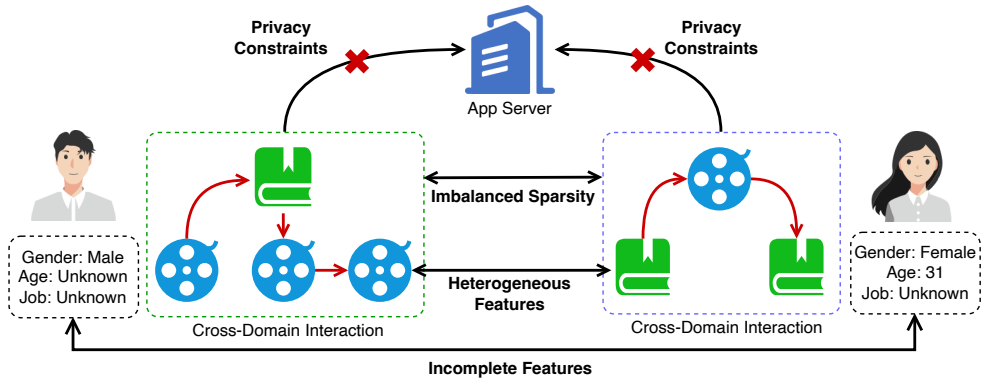 Privacy
Constraints
Privacy
Constraints
App Server
Imbalanced Sparsity
Gender: Male
Age: Unknown
Job: Unknown
Heterogeneous
Features
Gender: Female
Age: 31
Job: Unknown
Cross-Domain Interaction
Cross-Domain Interaction
Incomplete Features